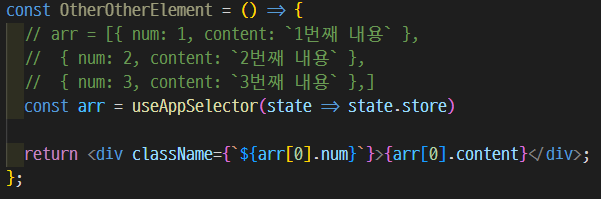 const OtherOtherElement = () => {
// arr = [{ num: 1, content: `1번째 내용` },
//  { num: 2, content: `2번째 내용` },
//  { num: 3, content: `3번째 내용` },]
const arr = useAppSelector(state => state.store)
return <div className={`${arr[0].num}`}>{arr[0].content}</div>;
};